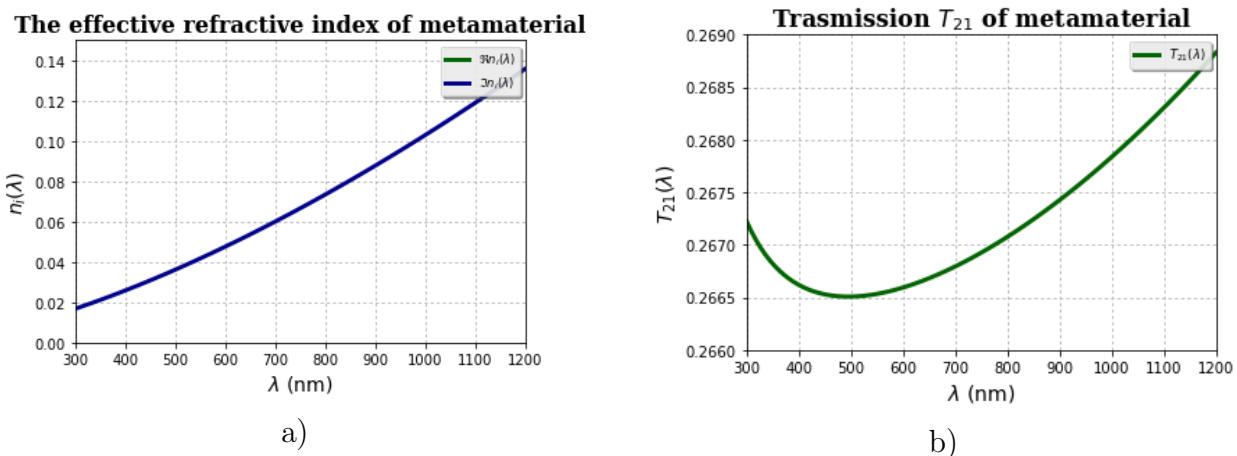 The effective refractive index of metamaterial
ℜn_i(λ)
ℑn_i(λ)
n_i(λ)
0.14
0.12
0.10
0.08
0.06
0.04
0.02
0.00
300 400 500 600 700 800 900 1000 1100 1200
λ (nm)
a)
Trasmission T_21 of metamaterial
T_21(λ)
T_21(λ)
0.2690
0.2685
0.2680
0.2675
0.2670
0.2665
0.2660
300 400 500 600 700 800 900 1000 1100 1200
λ (nm)
b)